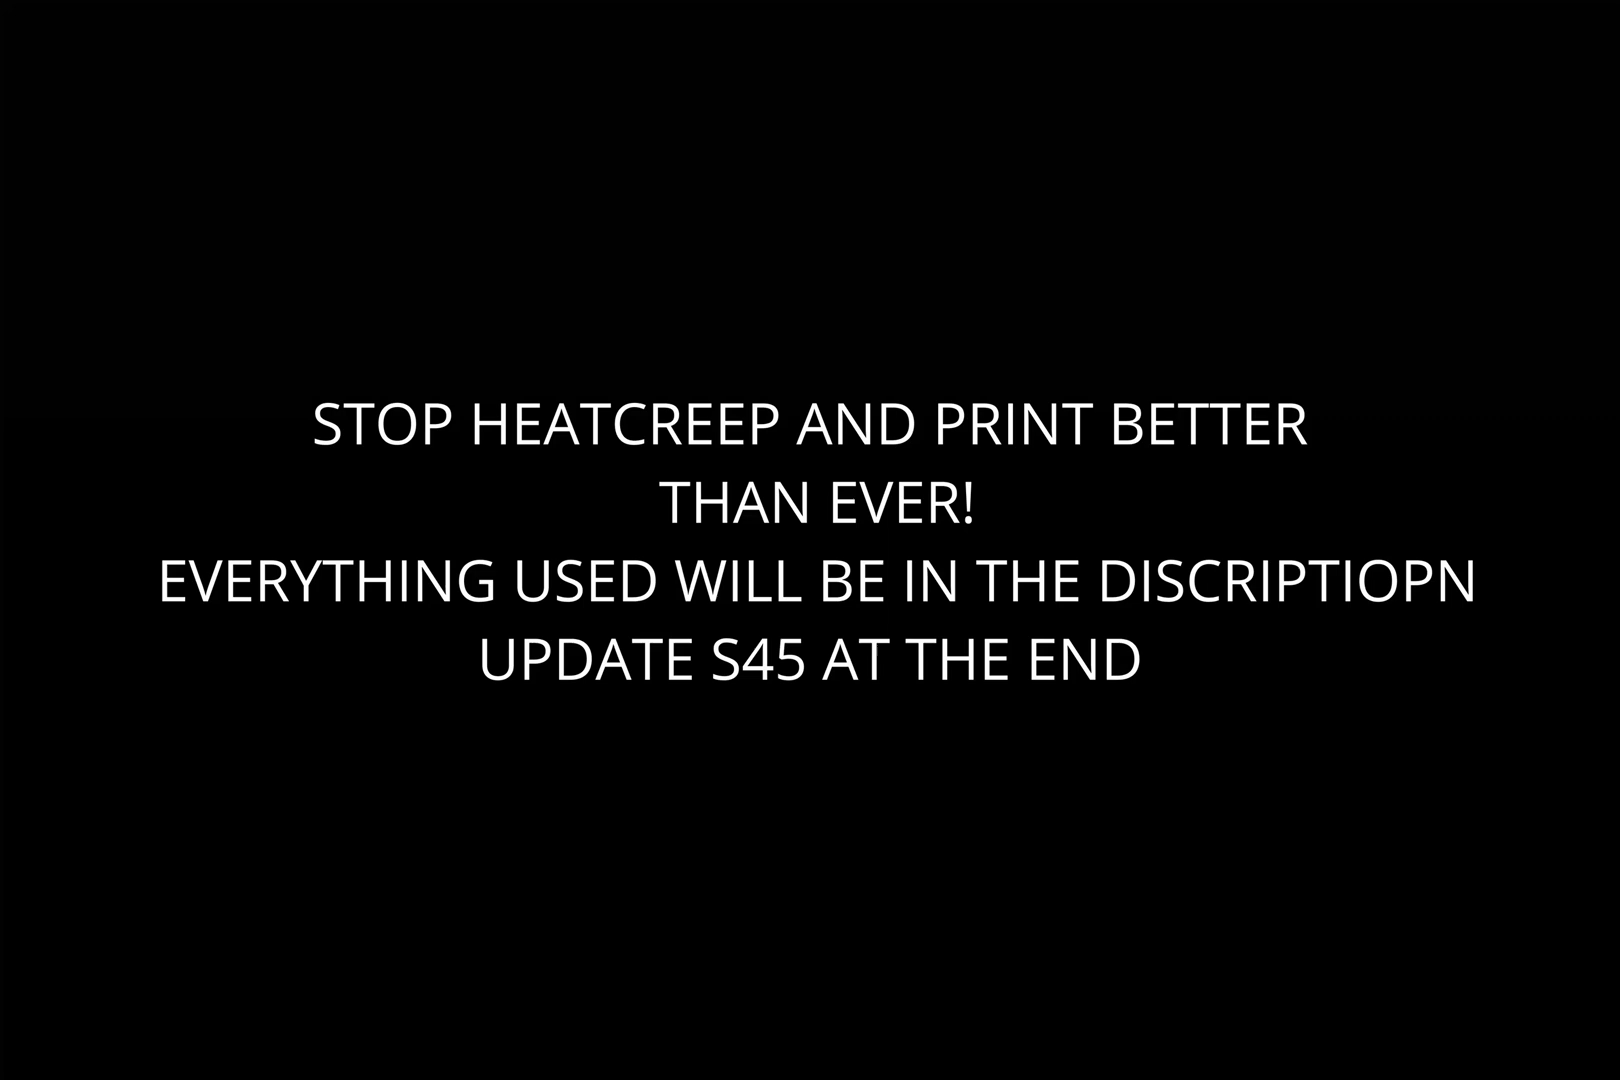 STOP HEATCREEP AND PRINT BETTER
THAN EVER!
EVERYTHING USED WILL BE IN THE DISCRIPTIOPN
UPDATE S45 AT THE END